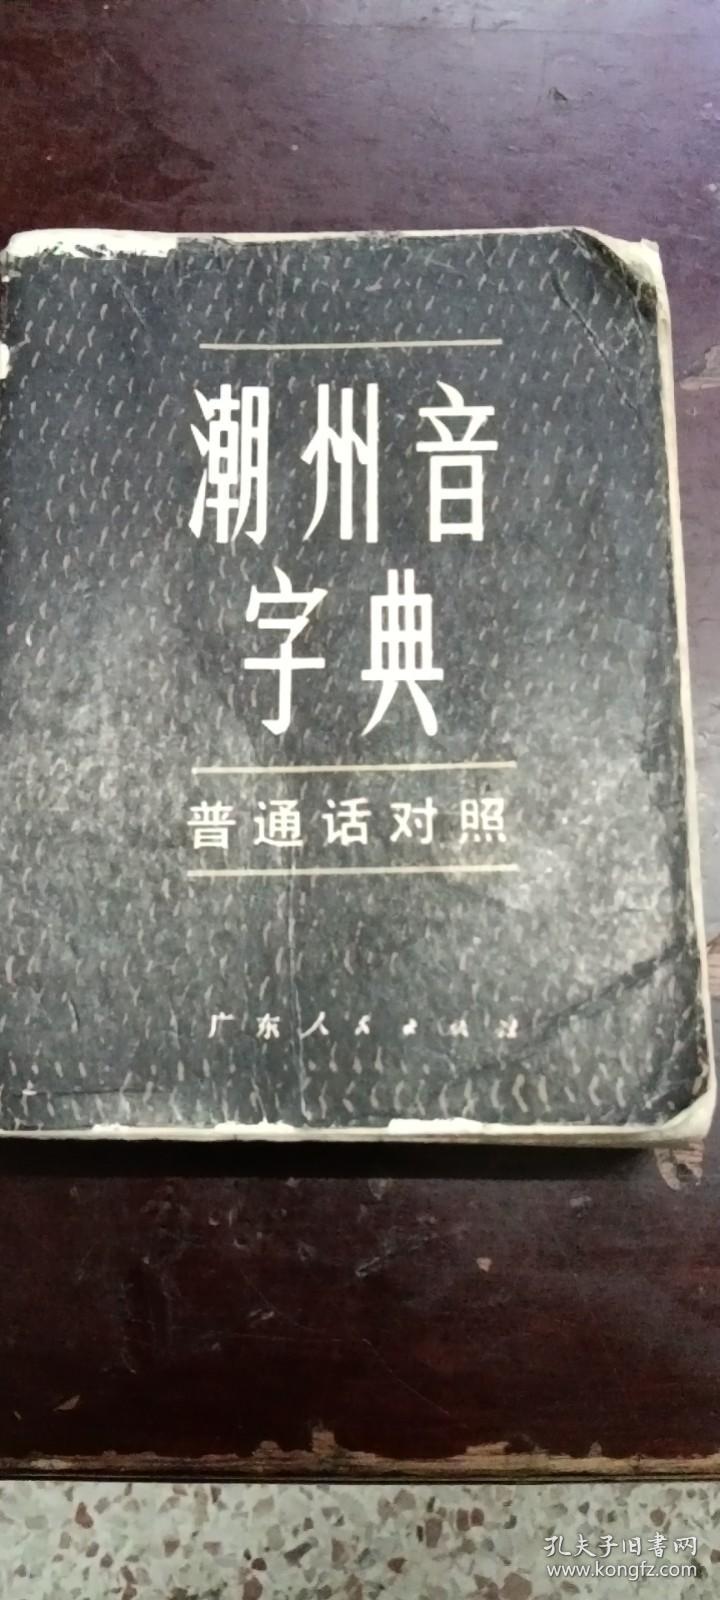 潮州音
字典
普通话对照
广东人民出版社
孔夫子旧书网
www.kongfz.com